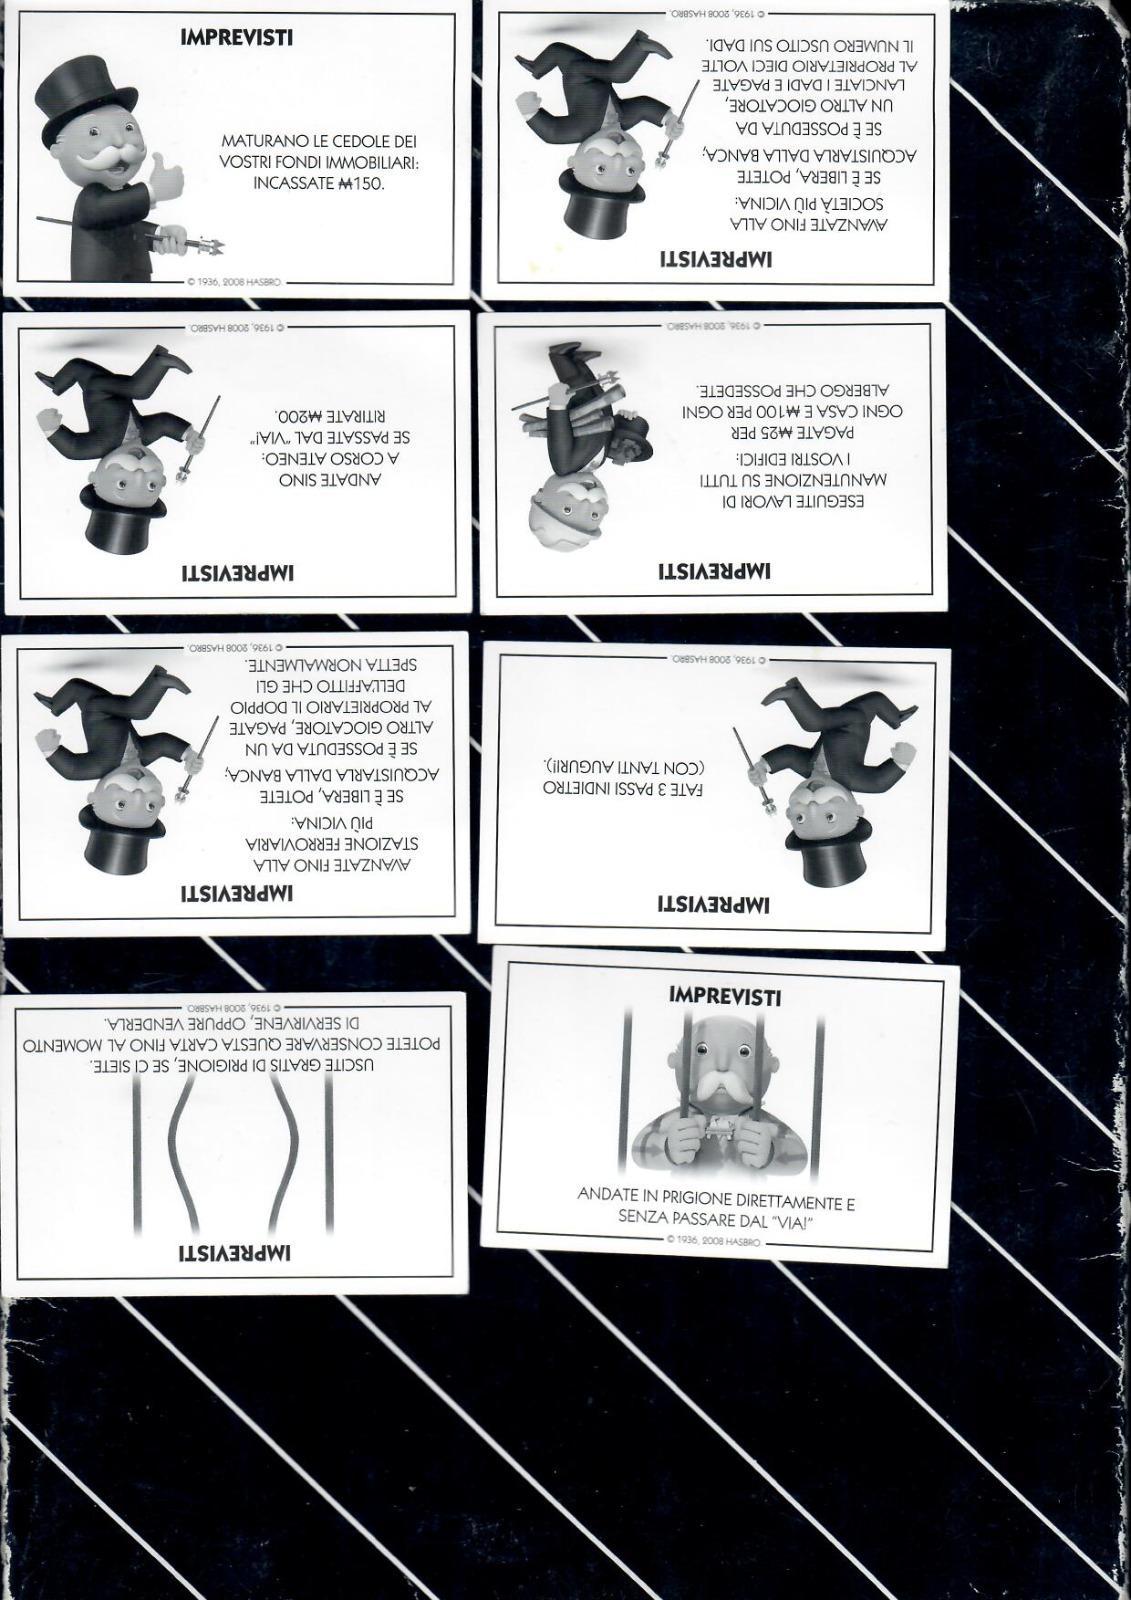 IMPREVISTI
MATURANO LE CEDOLE DEI
VOSTRI FONDI IMMOBILIARI:
INCASSATE ₩150.
© 1936, 2008 HASBRO.
IMPREVISTI
AVANZATE FINO ALLA
SOCIETÀ PIÙ VICINA:
SE È LIBERA, POTETE
ACQUISTARLA DALLA BANCA;
SE È POSSEDUTA DA
UN ALTRO GIOCATORE,
LANCIATE I DADI E PAGATE
AL PROPRIETARIO DIECI VOLTE
IL NUMERO USCITO SUI DADI.
© 1936, 2008 HASBRO.
IMPREVISTI
ANDATE SINO
A CORSO ATENEO:
SE PASSATE DAL "VIA!"
RITIRATE ₩200.
© 1936, 2008 HASBRO.
IMPREVISTI
ESEGUITE LAVORI DI
MANUTENZIONE SU TUTTI
I VOSTRI EDIFICI:
PAGATE ₩25 PER
OGNI CASA E ₩100 PER OGNI
ALBERGO CHE POSSEDETE.
© 1936, 2008 HASBRO.
IMPREVISTI
AVANZATE FINO ALLA
STAZIONE FERROVIARIA
PIÙ VICINA:
SE È LIBERA, POTETE
ACQUISTARLA DALLA BANCA;
SE È POSSEDUTA DA UN
ALTRO GIOCATORE, PAGATE
AL PROPRIETARIO IL DOPPIO
DELL'AFFITTO CHE GLI
SPETTA NORMALMENTE.
© 1936, 2008 HASBRO.
IMPREVISTI
FATE 3 PASSI INDIETRO
(CON TANTI AUGURI!).
© 1936, 2008 HASBRO.
IMPREVISTI
USCITE GRATIS DI PRIGIONE, SE CI SIETE.
POTETE CONSERVARE QUESTA CARTA FINO AL MOMENTO
DI SERVIRVENE, OPPURE VENDERLA.
© 1936, 2008 HASBRO.
IMPREVISTI
ANDATE IN PRIGIONE DIRETTAMENTE E
SENZA PASSARE DAL "VIA!"
© 1936, 2008 HASBRO.